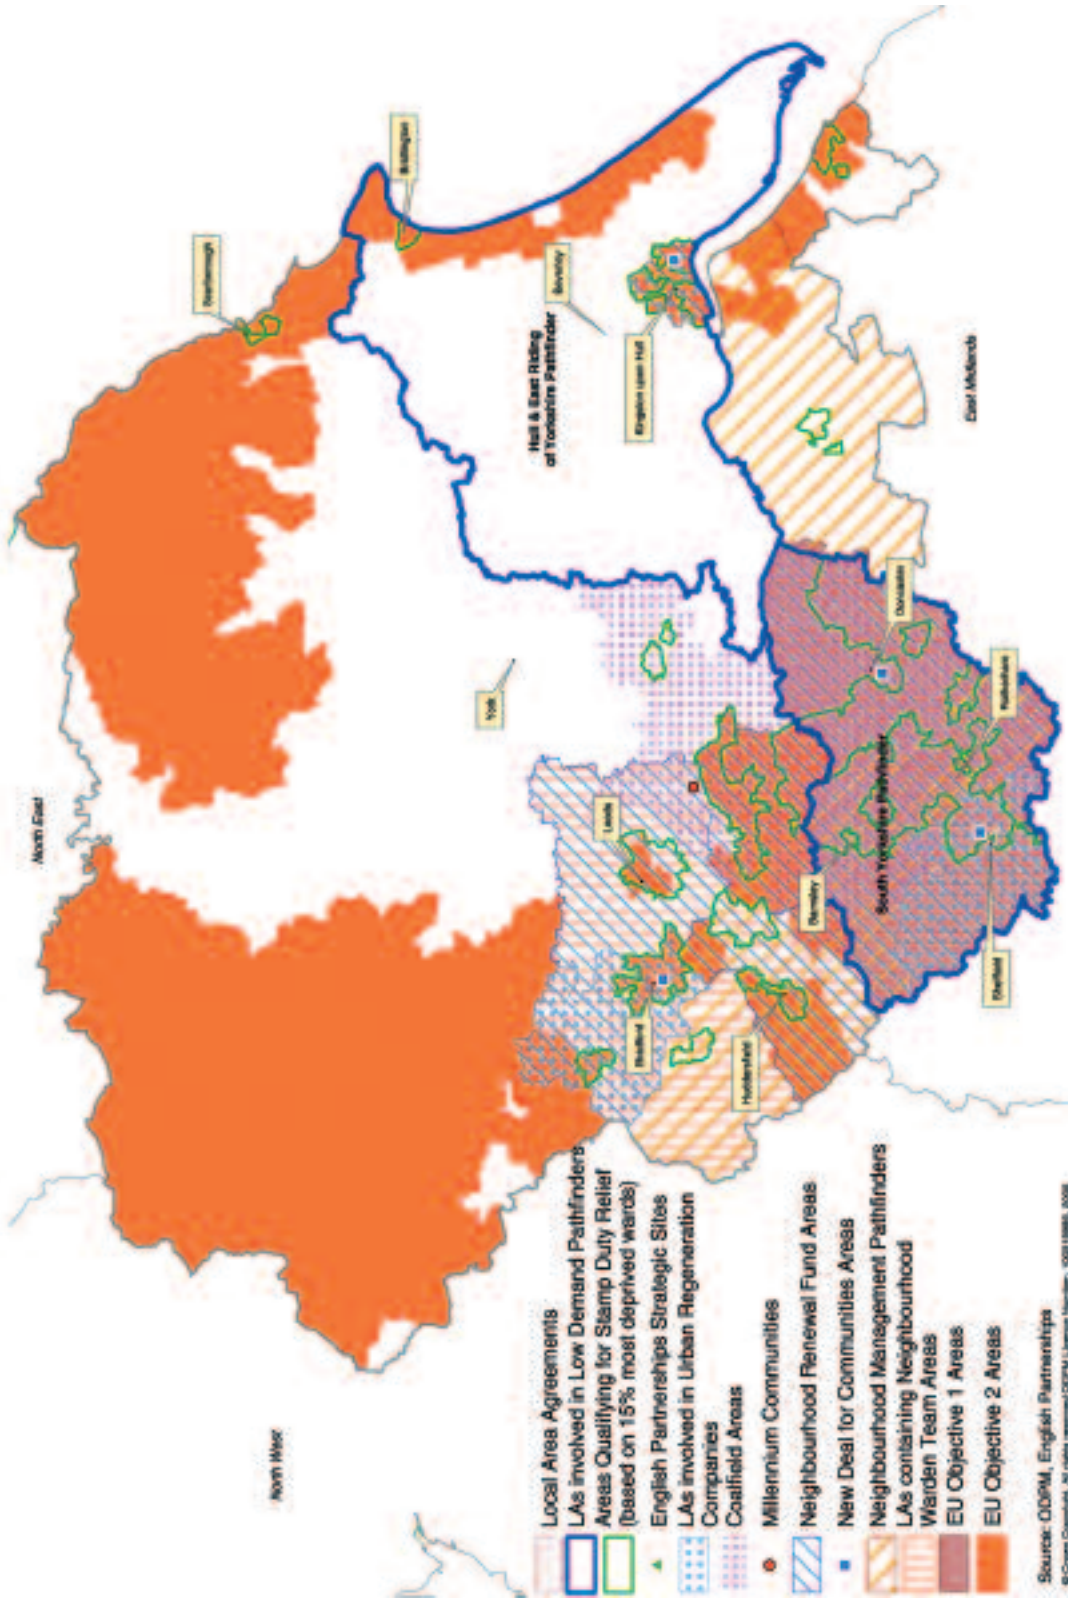 North East
North West
East Midlands
Scarborough
Bridlington
York
Hull & East Riding
of Yorkshire Pathfinder
Beverley
Kingston upon Hull
Leeds
Bradford
Huddersfield
Barnsley
South Yorkshire Pathfinder
Doncaster
Rotherham
Sheffield
Local Area Agreements
LAs involved in Low Demand Pathfinders
Areas Qualifying for Stamp Duty Relief
(based on 15% most deprived wards)
English Partnerships Strategic Sites
LAs involved in Urban Regeneration
Companies
Coalfield Areas
Millennium Communities
Neighbourhood Renewal Fund Areas
New Deal for Communities Areas
Neighbourhood Management Pathfinders
LAs containing Neighbourhood
Warden Team Areas
EU Objective 1 Areas
EU Objective 2 Areas
Source: ODPM, English Partnerships